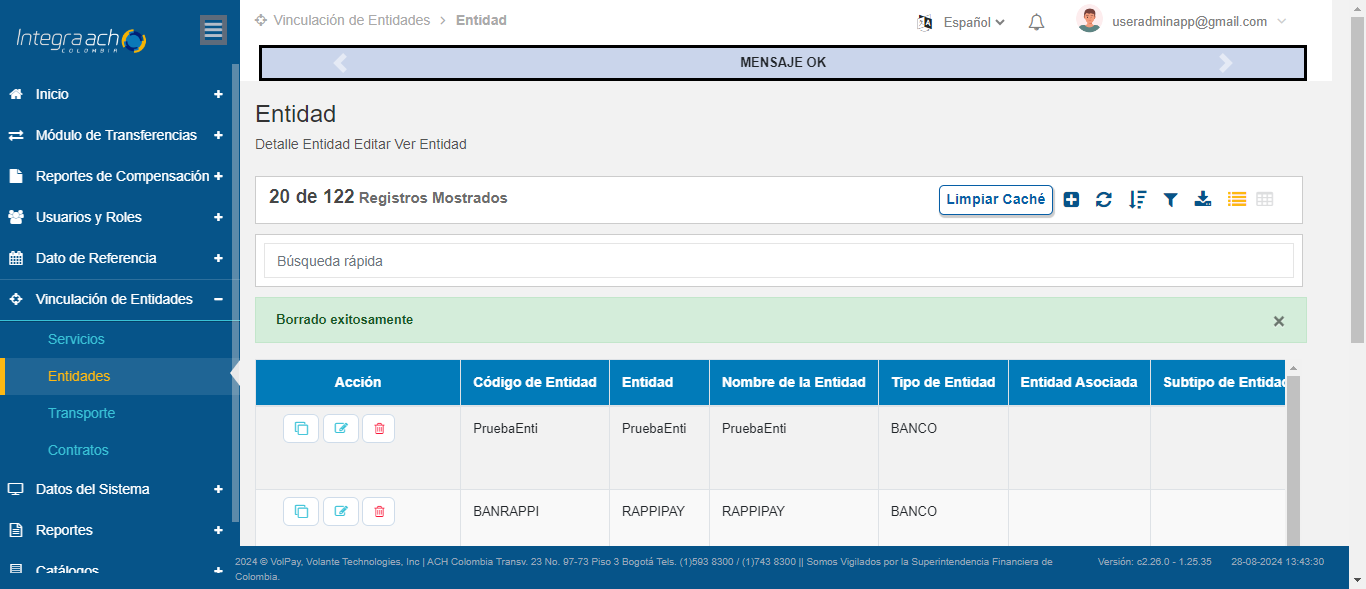 Integra ach
COLOMBIA
Inicio
Módulo de Transferencias
Reportes de Compensación
Usuarios y Roles
Dato de Referencia
Vinculación de Entidades
Servicios
Entidades
Transporte
Contratos
Datos del Sistema
Reportes
Catálogos
Vinculación de Entidades > Entidad
Español
useradminapp@gmail.com
MENSAJE OK
Entidad
Detalle Entidad Editar Ver Entidad
20 de 122 Registros Mostrados
Limpiar Caché
Búsqueda rápida
Borrado exitosamente ×
Acción Código de Entidad Entidad Nombre de la Entidad Tipo de Entidad Entidad Asociada Subtipo de Entidad
PruebaEnti PruebaEnti PruebaEnti BANCO
BANRAPPI RAPPIPAY RAPPIPAY BANCO
2024 © VolPay, Volante Technologies, Inc | ACH Colombia Transv. 23 No. 97-73 Piso 3 Bogotá Tels. (1)593 8300 / (1)743 8300 || Somos Vigilados por la Superintendencia Financiera de
Colombia.
Versión: c2.26.0 - 1.25.35 28-08-2024 13:43:30